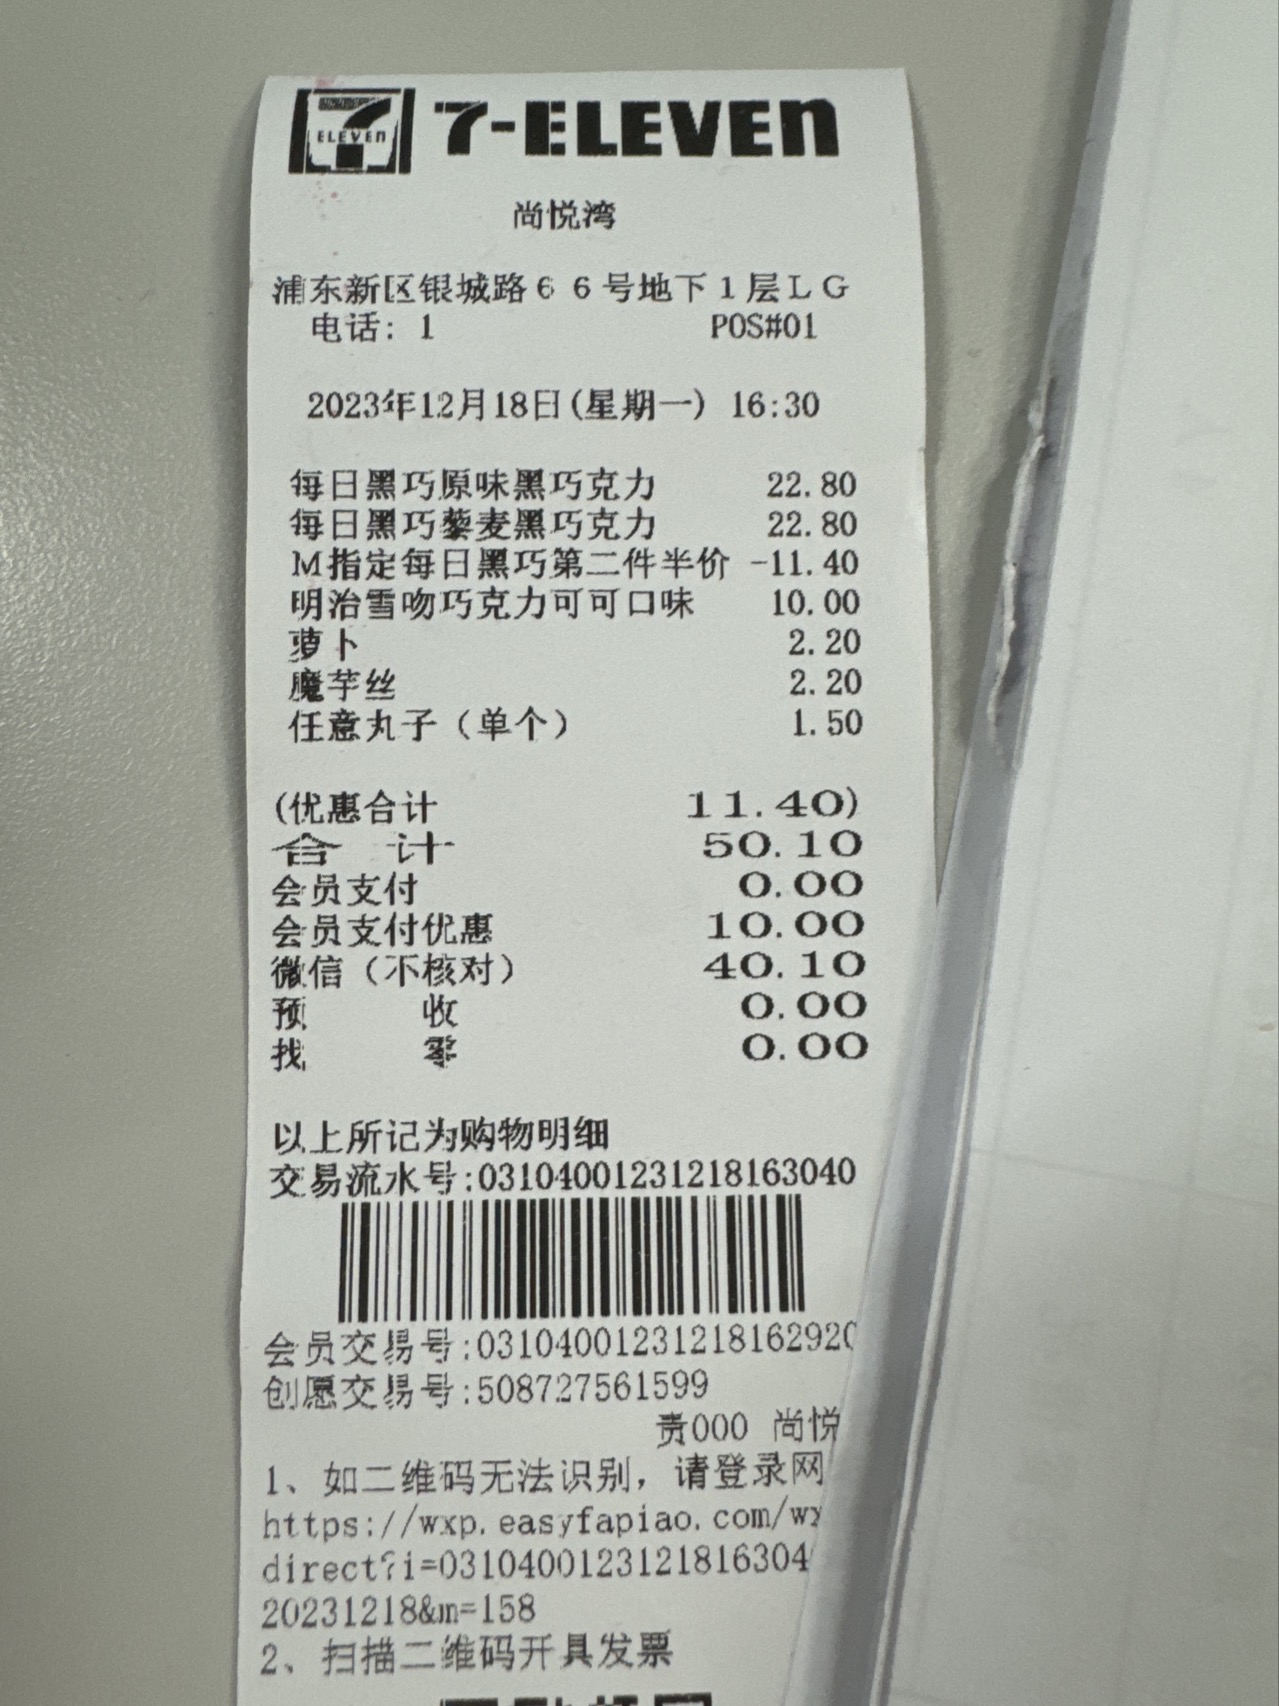 ELEVEN
7-ELEVEN
尚悦湾
浦东新区银城路66号地下1层LG
电话: 1 POS#01
2023年12月18日(星期一) 16:30
每日黑巧原味黑巧克力 22.80
每日黑巧藜麦黑巧克力 22.80
M指定每日黑巧第二件半价 -11.40
明治雪吻巧克力可可口味 10.00
萝卜 2.20
魔芋丝 2.20
任意丸子（单个） 1.50
(优惠合计 11.40)
合 计 50.10
会员支付 0.00
会员支付优惠 10.00
微信（不核对） 40.10
预 收 0.00
找 零 0.00
以上所记为购物明细
交易流水号:03104001231218163040
会员交易号:0310400123121816292
创愿交易号:508727561599
责000 尚悦
1、如二维码无法识别，请登录网
https://wxp.easyfapiao.com/w
direct?i=0310400123121816304
20231218&m=158
2、扫描二维码开具发票